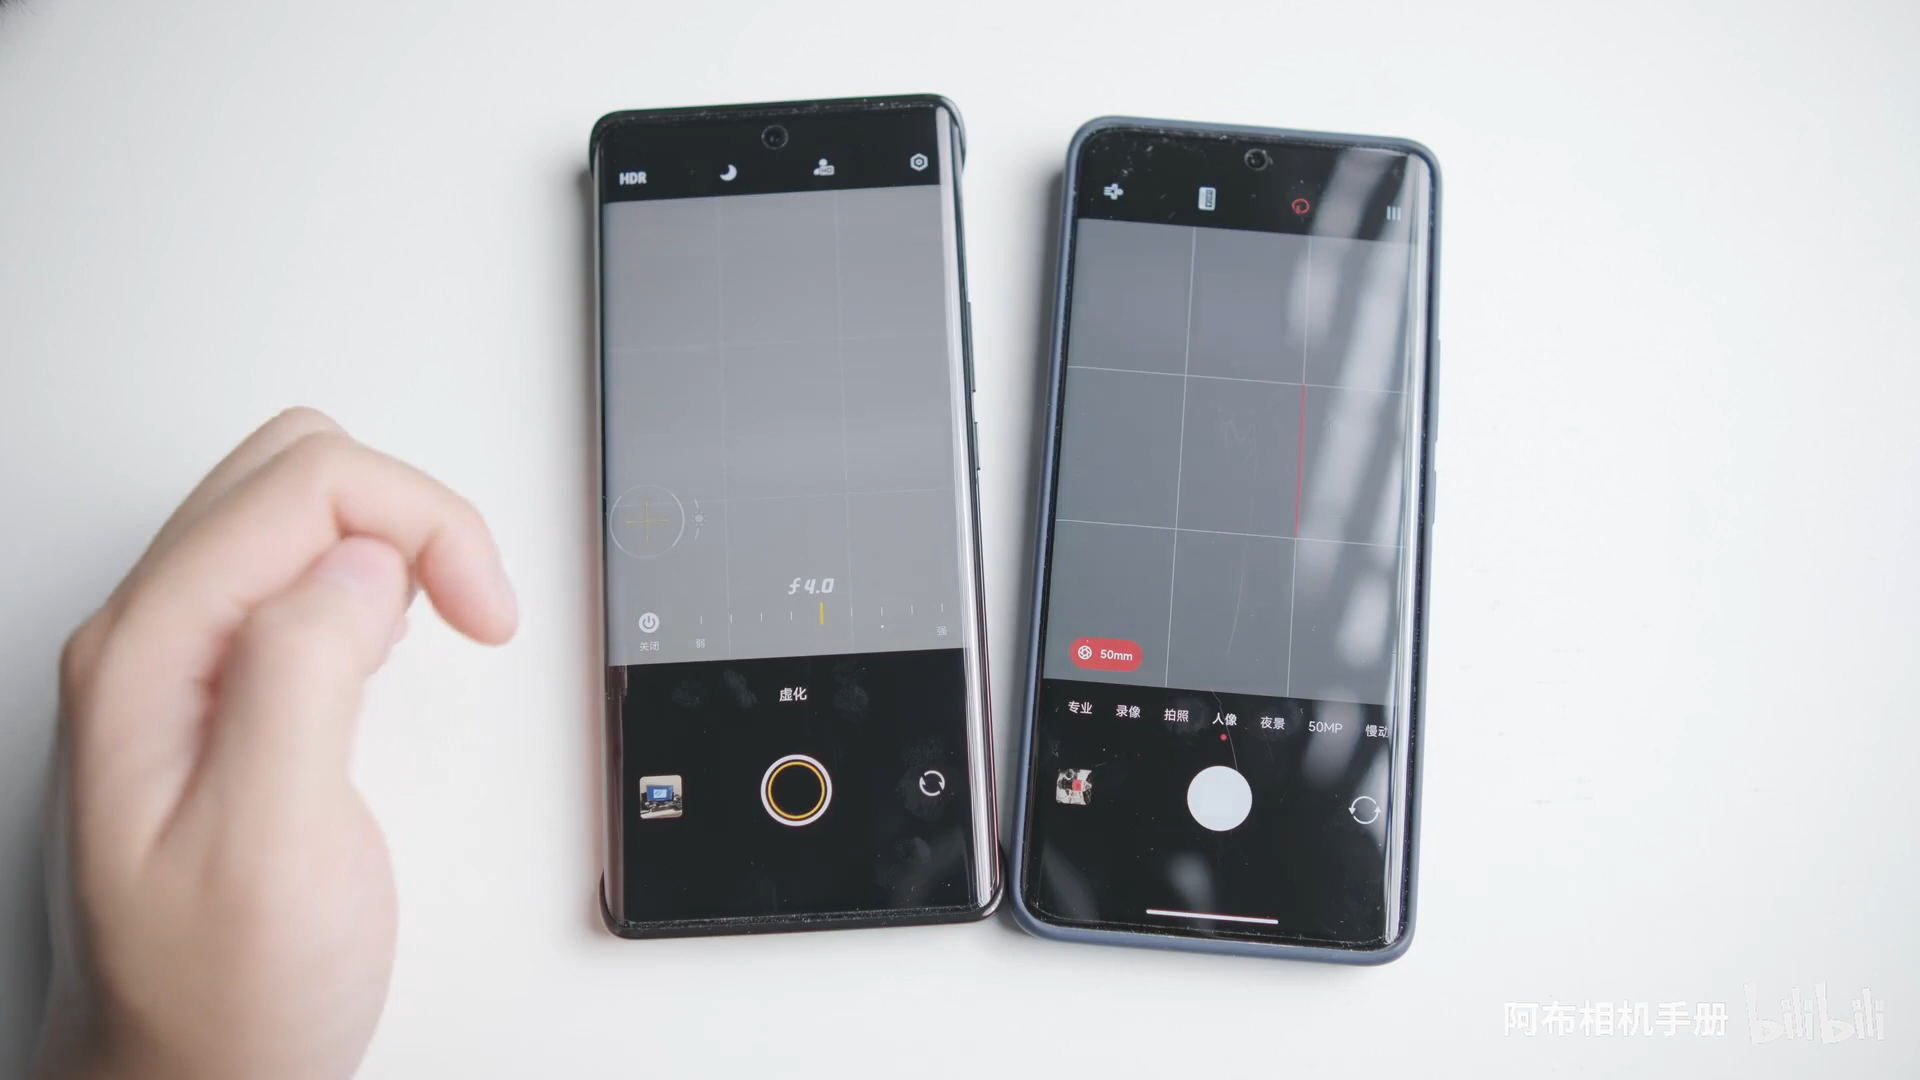 HDR
f4.0
关闭
弱
强
虚化
50mm
专业 录像 拍照 人像 夜景 50MP 慢动
阿布相机手册 bilibili